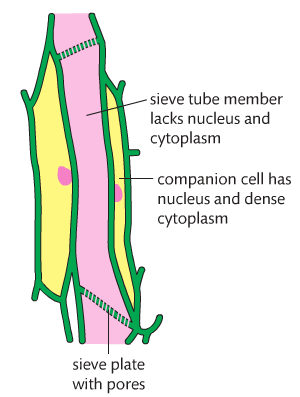 sieve tube member
lacks nucleus and
cytoplasm
companion cell has
nucleus and dense
cytoplasm
sieve plate
with pores